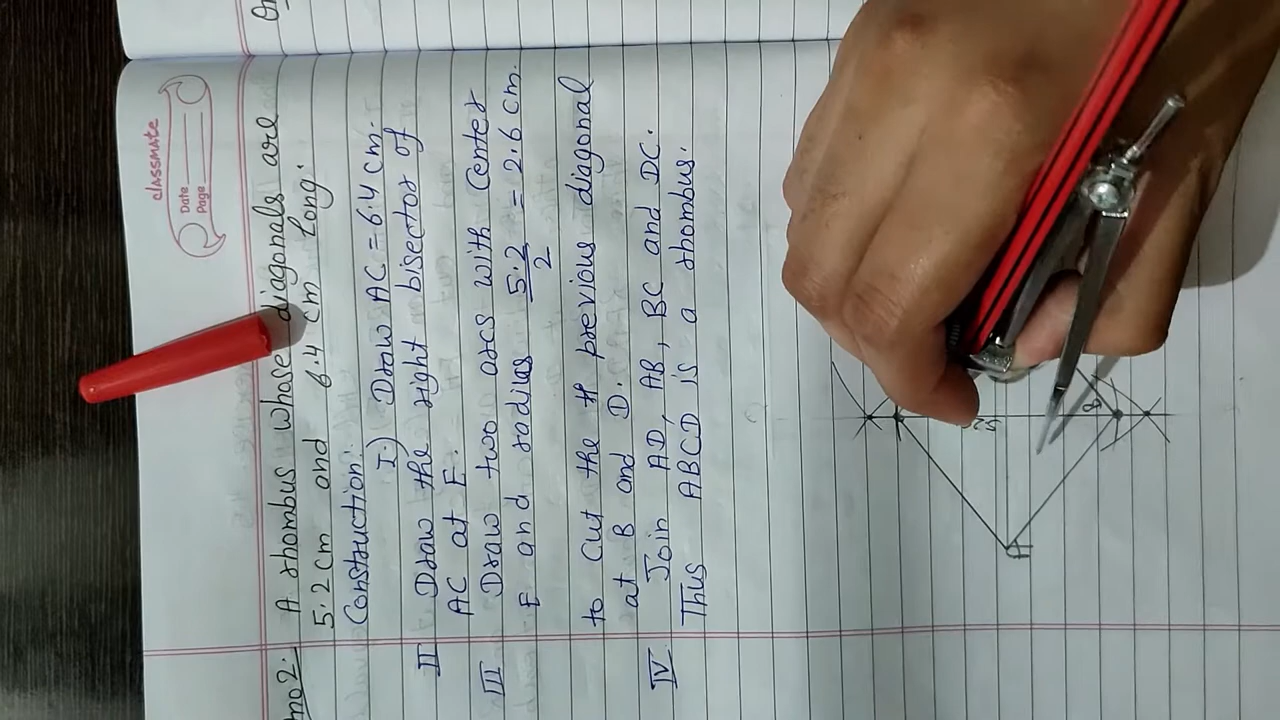 classmate
Date
Page
no2. A rhombus whose diagonals are
5.2 cm and 6.4 cm long.
Construction:
I.) Draw AC = 6.4 cm.
II Draw the right bisector of
AC at E.
III Draw two arcs with Center
E and radius 5.2/2 = 2.6 cm.
to cut the previous diagonal
at B and D.
IV Join AD, AB, BC and DC.
Thus ABCD is a rhombus.
A
B